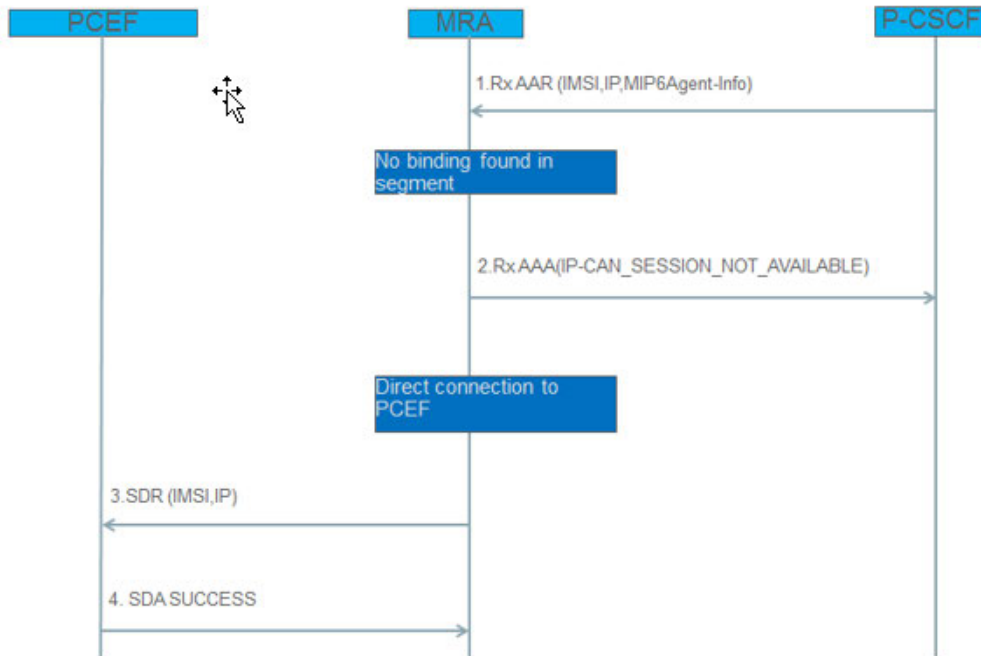 PCEF
MRA
P-CSCF
1.Rx AAR (IMSI,IP,MIP6Agent-Info)
No binding found in
segment
2.Rx AAA(IP-CAN_SESSION_NOT_AVAILABLE)
Direct connection to
PCEF
3.SDR (IMSI,IP)
4. SDA SUCCESS